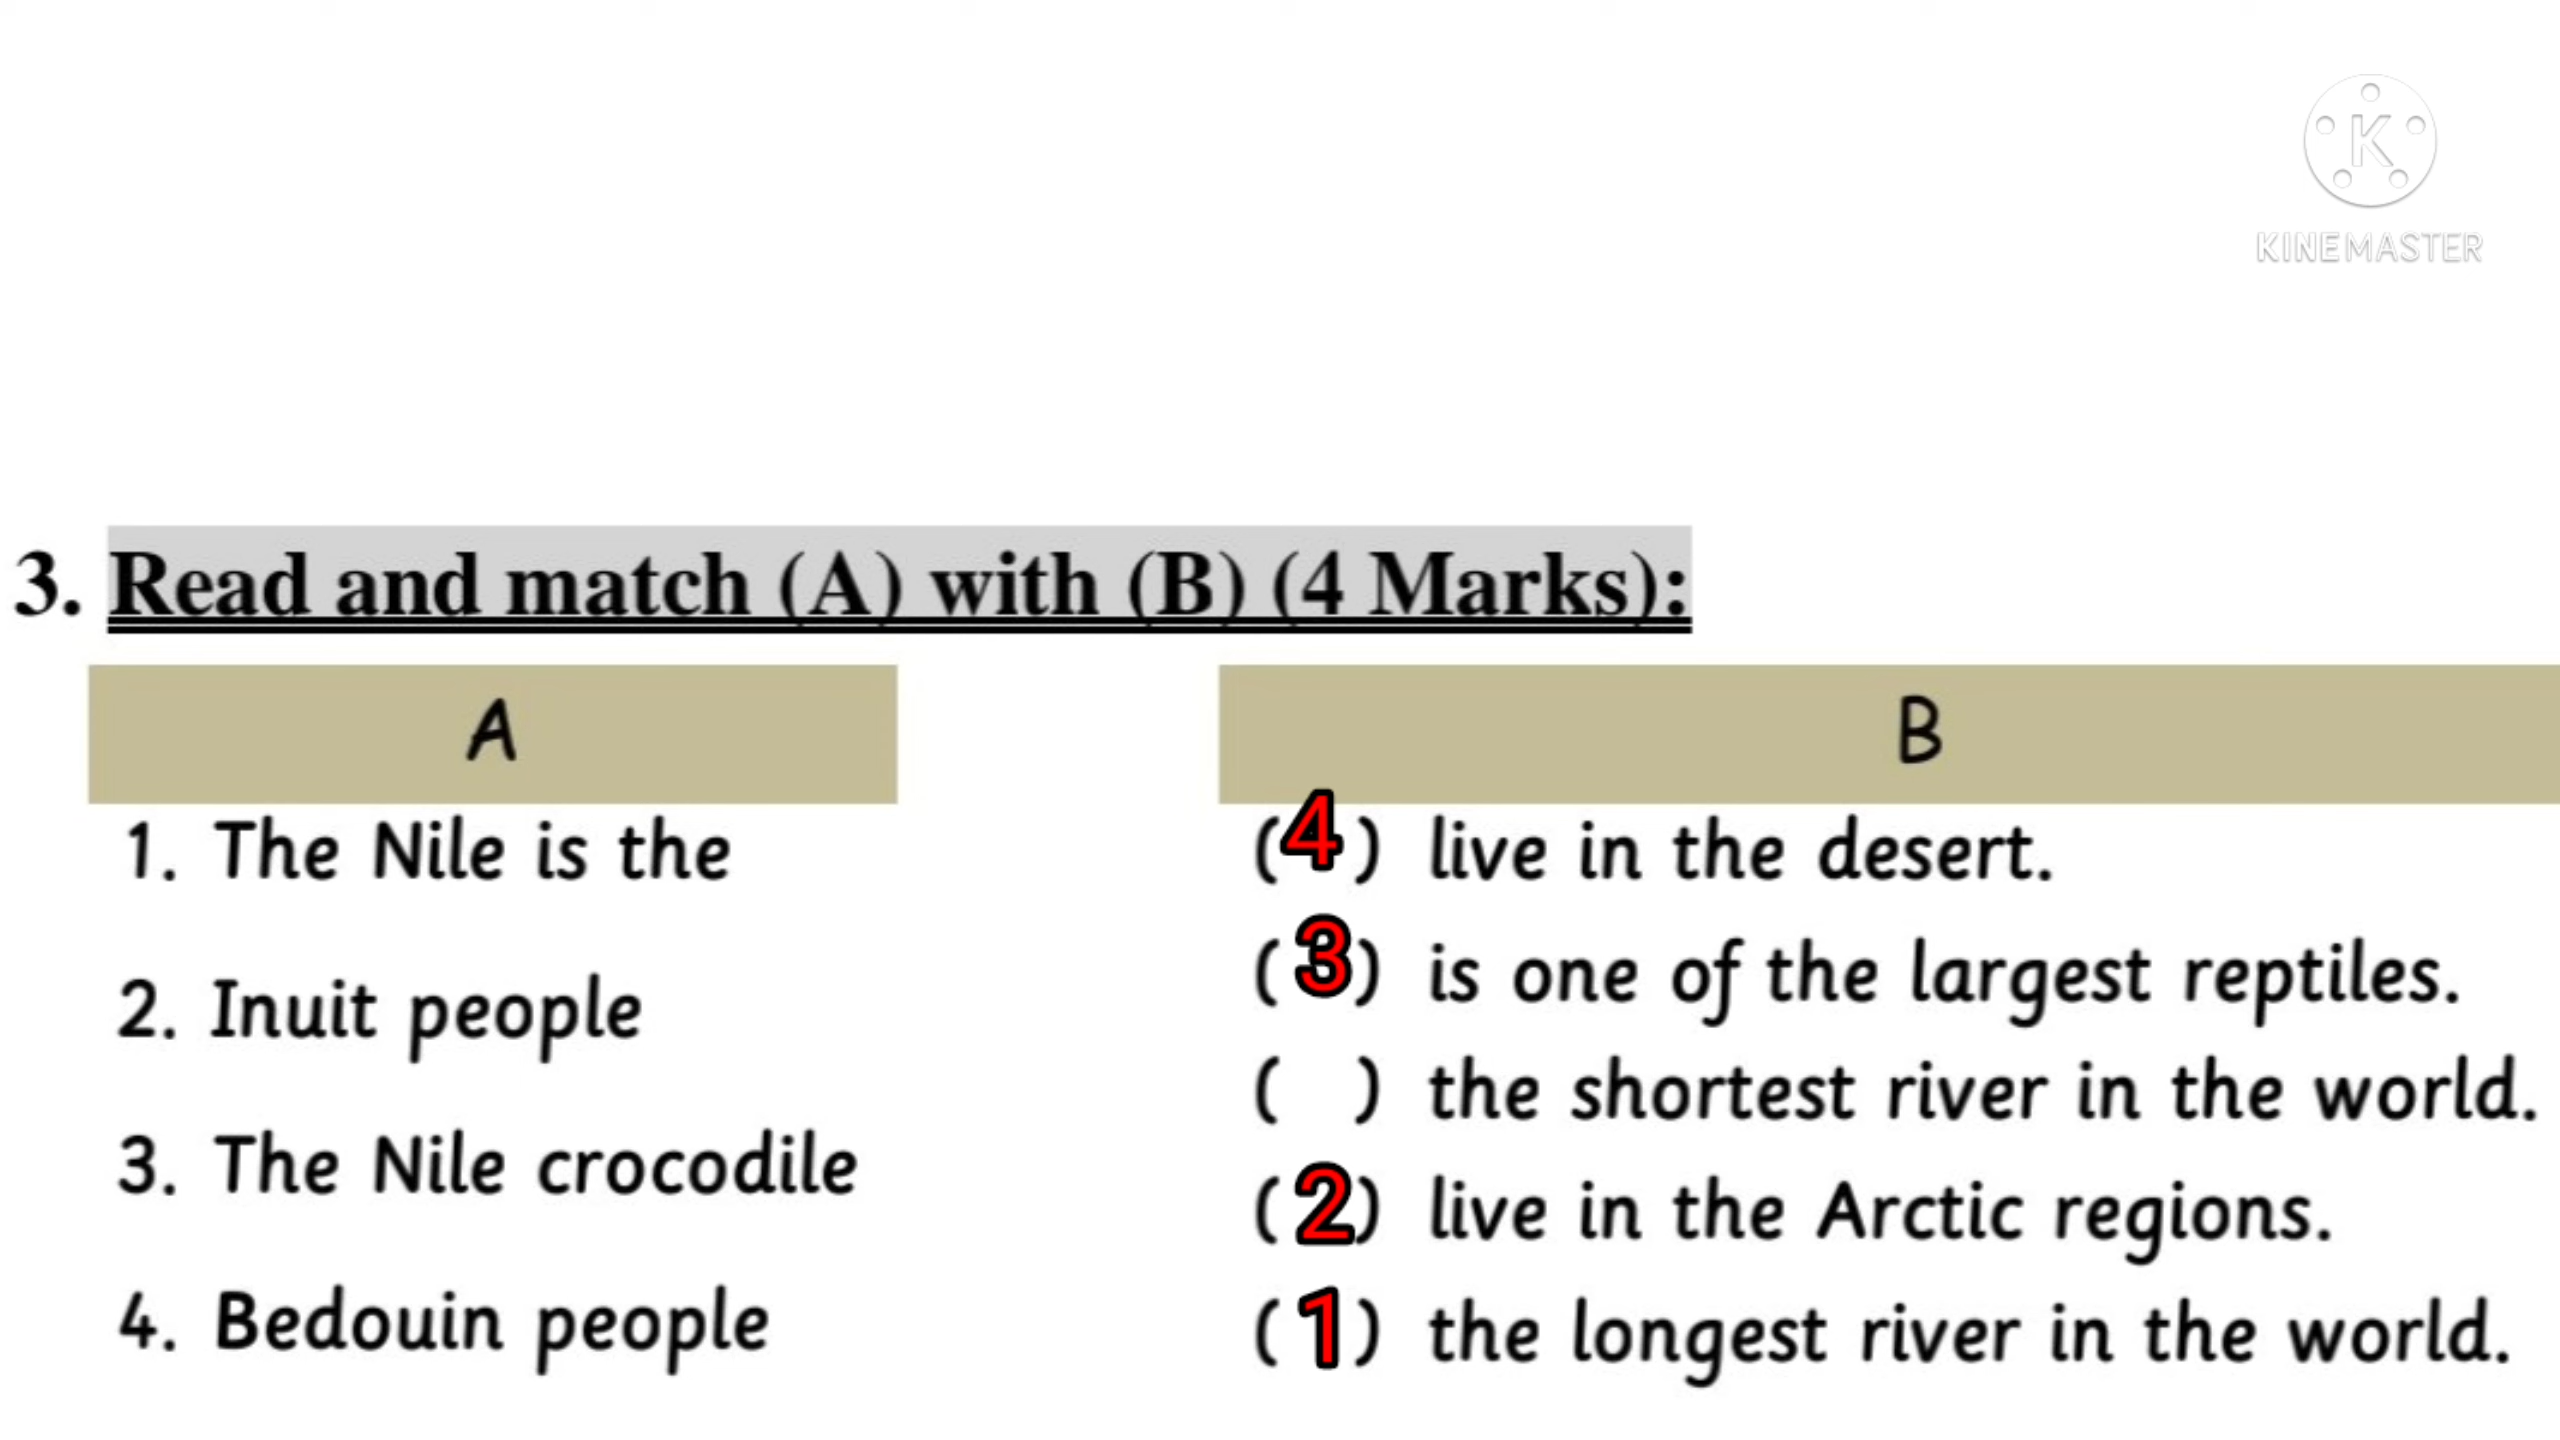 KINEMASTER
3. Read and match (A) with (B) (4 Marks):
A B
1. The Nile is the (4) live in the desert.
(3) is one of the largest reptiles.
2. Inuit people
( ) the shortest river in the world.
3. The Nile crocodile
(2) live in the Arctic regions.
4. Bedouin people (1) the longest river in the world.